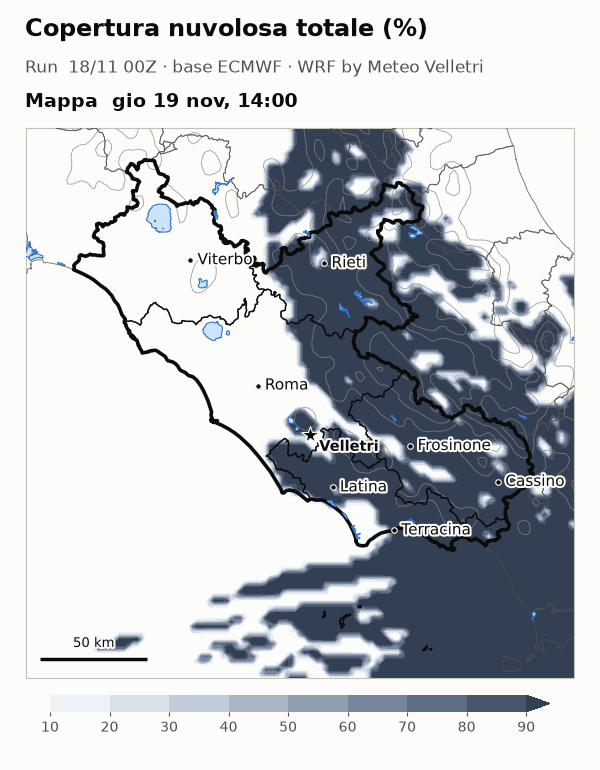 Copertura nuvolosa totale (%)
Run 18/11 00Z · base ECMWF · WRF by Meteo Velletri
Mappa gio 19 nov, 14:00
Viterbo
Rieti
Roma
Velletri
Frosinone
Cassino
Latina
Terracina
50 km
10 20 30 40 50 60 70 80 90